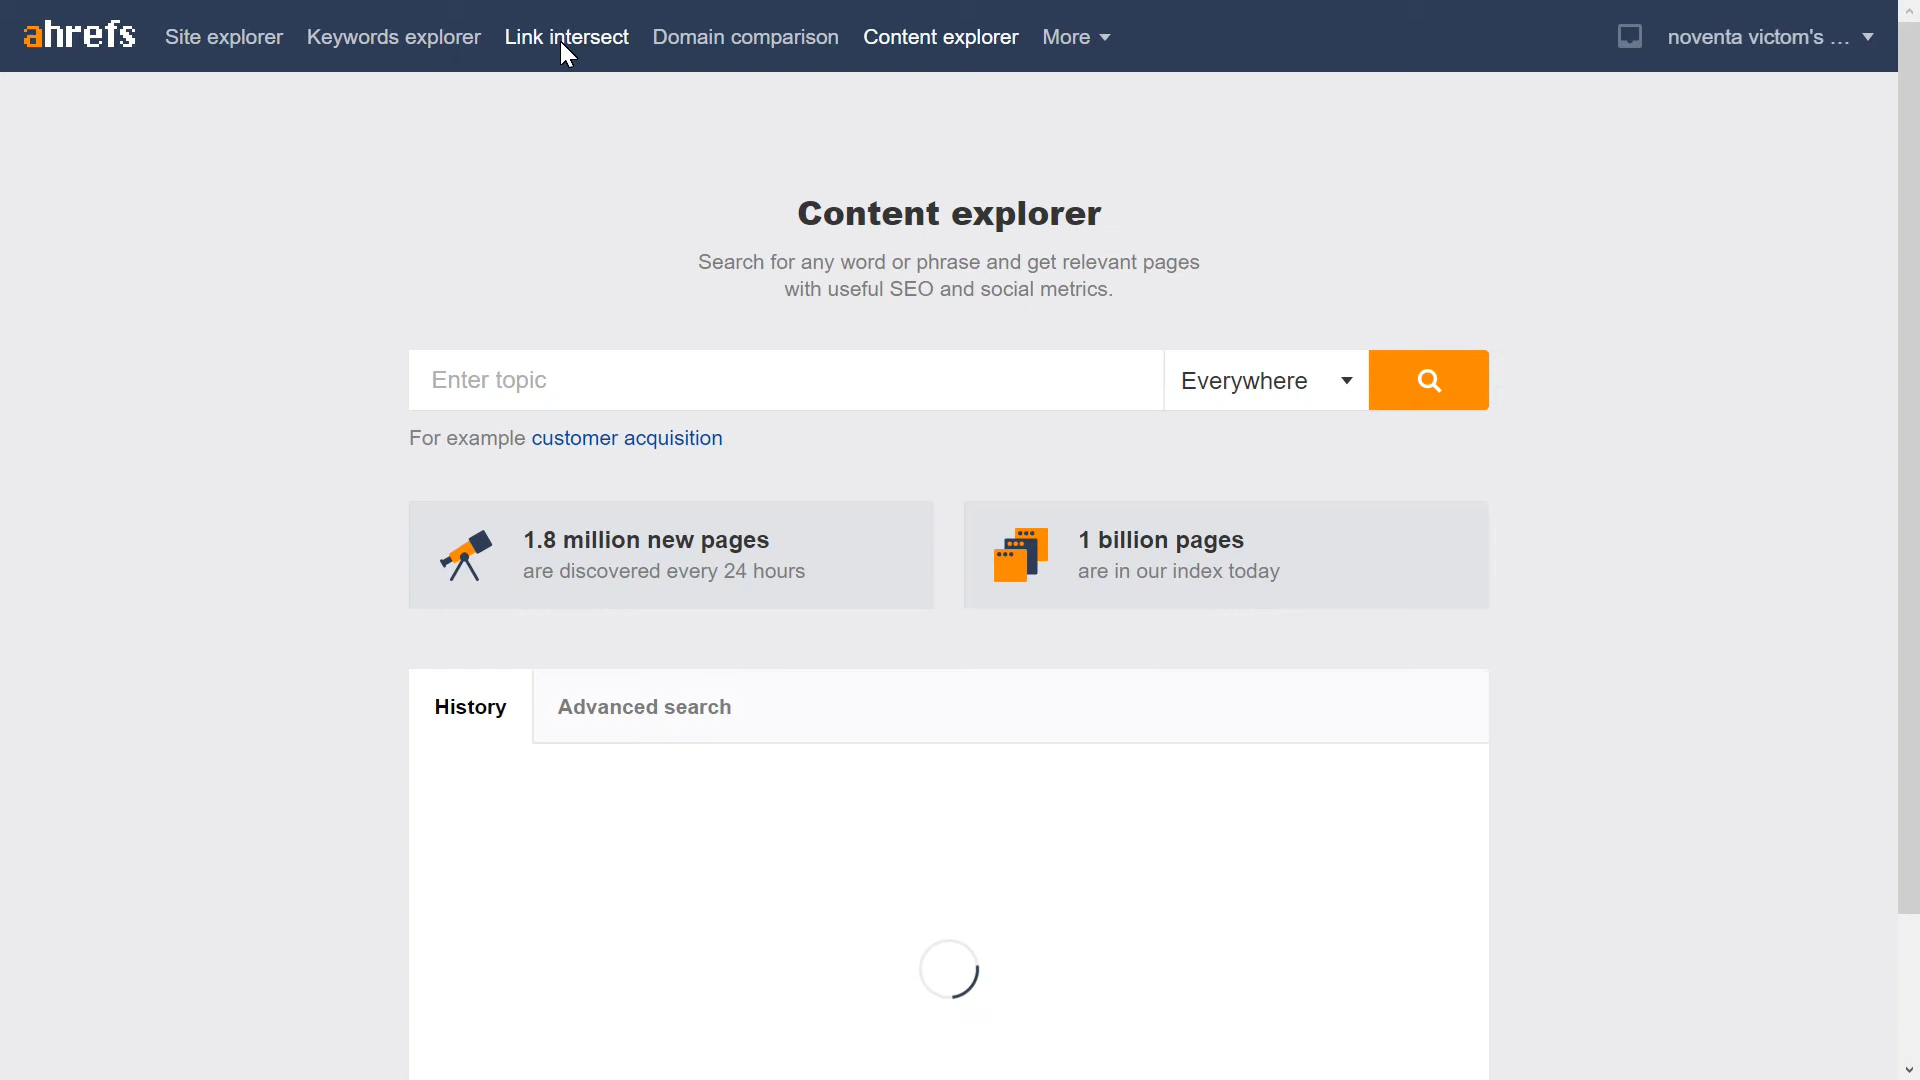 ahrefs Site explorer Keywords explorer Link intersect Domain comparison Content explorer More noventa victom's ...
Content explorer
Search for any word or phrase and get relevant pages
with useful SEO and social metrics.
Enter topic Everywhere
For example customer acquisition
1.8 million new pages
are discovered every 24 hours
1 billion pages
are in our index today
History Advanced search